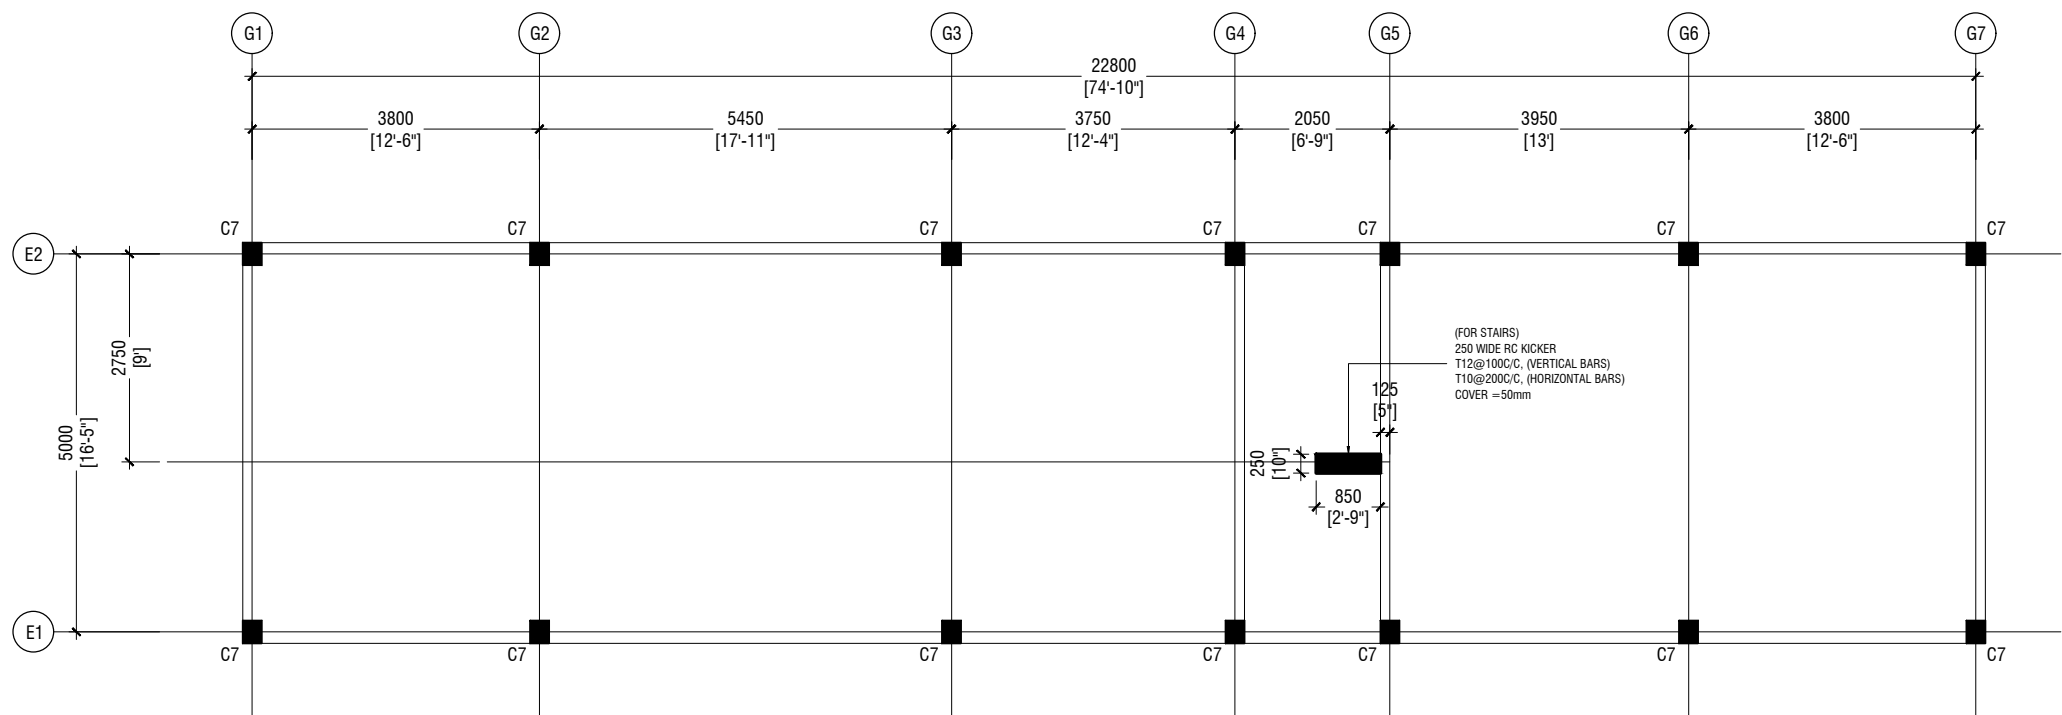 G1 G2 G3 G4 G5 G6 G7
22800
[74'-10"]
3800 5450 3750 2050 3950 3800
[12'-6"] [17'-11"] [12'-4"] [6'-9"] [13'] [12'-6"]
C7 C7 C7 C7 C7 C7 C7
E2
2750
[9']
5000
[16'-5"]
(FOR STAIRS)
250 WIDE RC KICKER
T12@100C/C, (VERTICAL BARS)
T10@200C/C, (HORIZONTAL BARS)
COVER =50mm
125
[5"]
250
[10"]
850
[2'-9"]
E1
C7 C7 C7 C7 C7 C7 C7